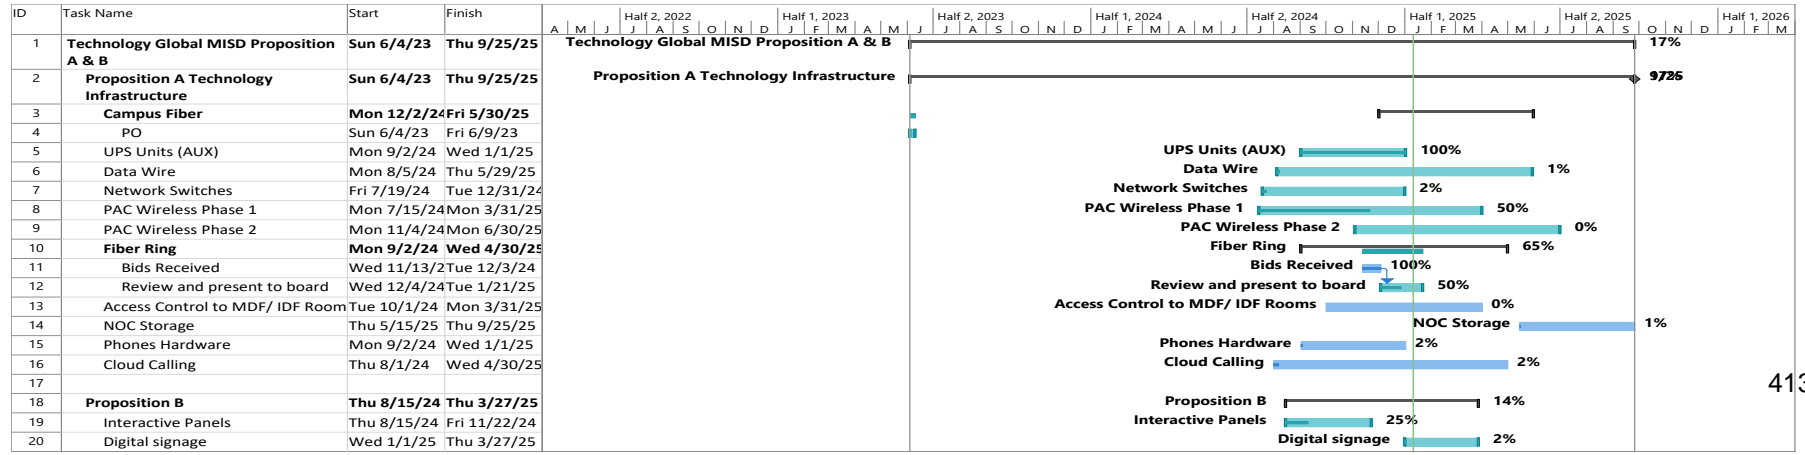 ID Task Name Start Finish Half 2, 2022 Half 1, 2023 Half 2, 2023 Half 1, 2024 Half 2, 2024 Half 1, 2025 Half 2, 2025 Half 1, 2026
A M J J A S O N D J F M A M J J A S O N D J F M A M J J A S O N D J F M A M J J A S O N D J F M
1 Technology Global MISD Proposition Sun 6/4/23 Thu 9/25/25 Technology Global MISD Proposition A & B 17%
A & B
2 Proposition A Technology Sun 6/4/23 Thu 9/25/25 Proposition A Technology Infrastructure
Infrastructure
3 Campus Fiber Mon 12/2/24 Fri 5/30/25
4 PO Sun 6/4/23 Fri 6/9/23
5 UPS Units (AUX) Mon 9/2/24 Wed 1/1/25 UPS Units (AUX) 100%
6 Data Wire Mon 8/5/24 Thu 5/29/25 Data Wire 1%
7 Network Switches Fri 7/19/24 Tue 12/31/24 Network Switches 2%
8 PAC Wireless Phase 1 Mon 7/15/24 Mon 3/31/25 PAC Wireless Phase 1 50%
9 PAC Wireless Phase 2 Mon 11/4/24 Mon 6/30/25 PAC Wireless Phase 2 0%
10 Fiber Ring Mon 9/2/24 Wed 4/30/25 Fiber Ring 65%
11 Bids Received Wed 11/13/2 Tue 12/3/24 Bids Received 100%
12 Review and present to board Wed 12/4/24 Tue 1/21/25 Review and present to board 50%
13 Access Control to MDF/ IDF Room Tue 10/1/24 Mon 3/31/25 Access Control to MDF/ IDF Rooms 0%
14 NOC Storage Thu 5/15/25 Thu 9/25/25 NOC Storage 1%
15 Phones Hardware Mon 9/2/24 Wed 1/1/25 Phones Hardware 2%
16 Cloud Calling Thu 8/1/24 Wed 4/30/25 Cloud Calling 2%
17
413
18 Proposition B Thu 8/15/24 Thu 3/27/25 Proposition B 14%
19 Interactive Panels Thu 8/15/24 Fri 11/22/24 Interactive Panels 25%
20 Digital signage Wed 1/1/25 Thu 3/27/25 Digital signage 2%